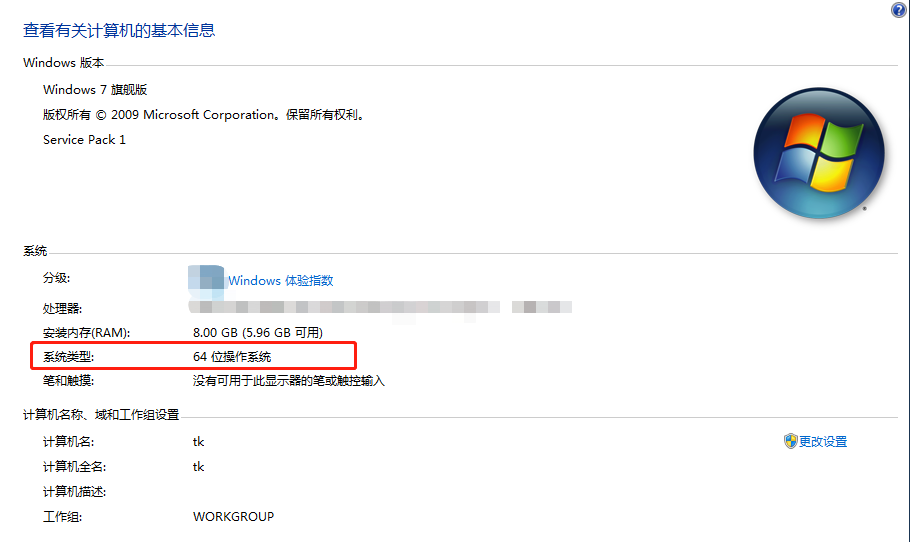 查看有关计算机的基本信息
Windows 版本
Windows 7 旗舰版
版权所有 © 2009 Microsoft Corporation。保留所有权利。
Service Pack 1
系统
分级: Windows 体验指数
处理器:
安装内存(RAM): 8.00 GB (5.96 GB 可用)
系统类型: 64 位操作系统
笔和触摸: 没有可用于此显示器的笔或触控输入
计算机名称、域和工作组设置
计算机名: tk 更改设置
计算机全名: tk
计算机描述:
工作组: WORKGROUP